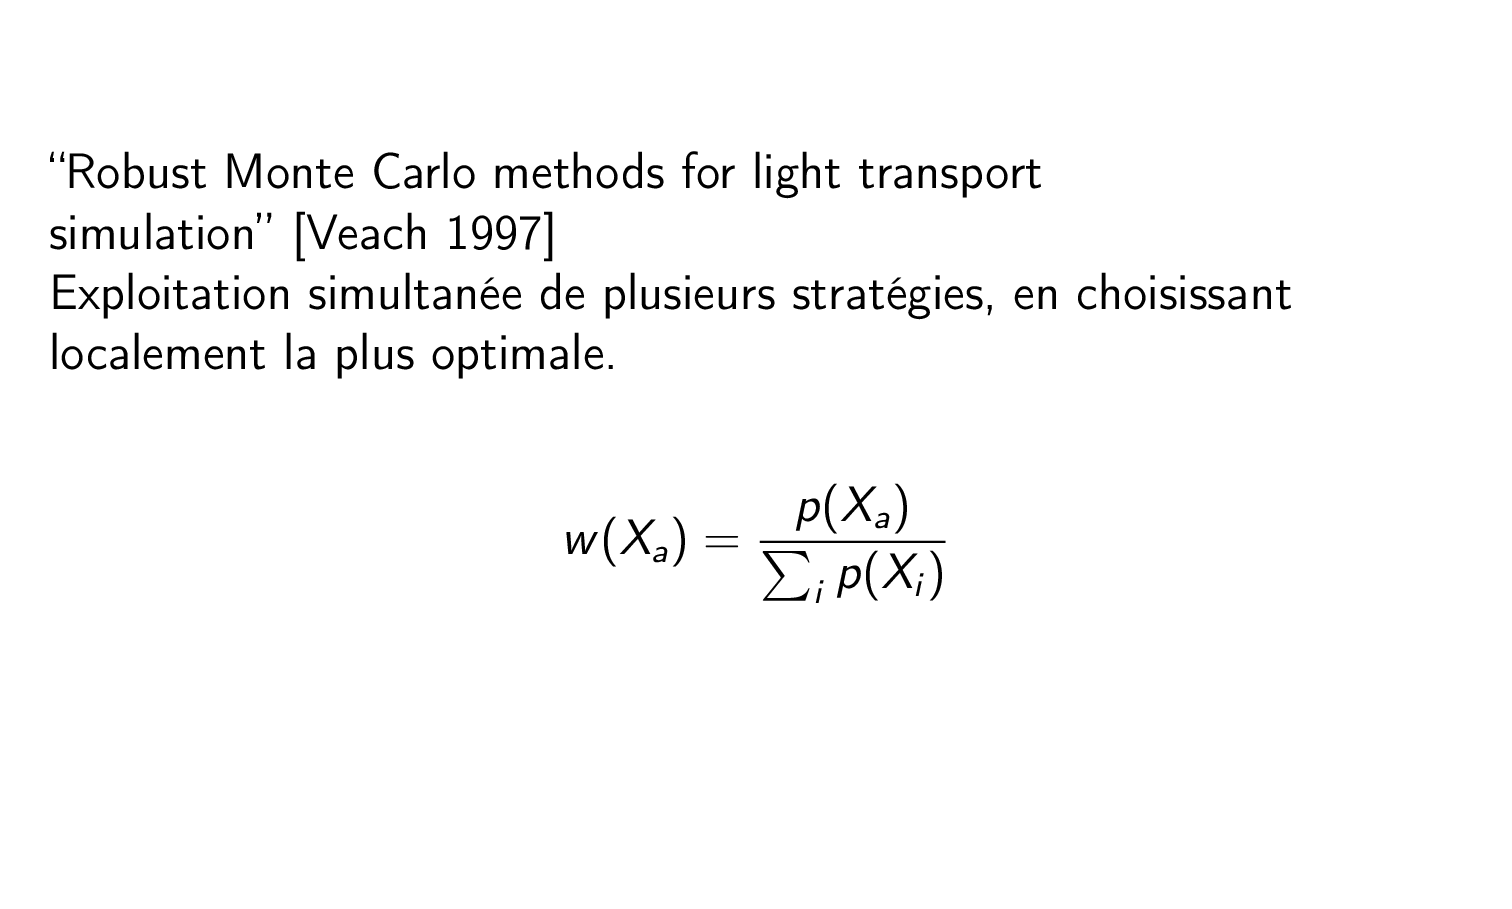 “Robust Monte Carlo methods for light transport
simulation” [Veach 1997]
Exploitation simultanée de plusieurs stratégies, en choisissant
localement la plus optimale.
w(X_a) = \frac{p(X_a)}{\sum_i p(X_i)}